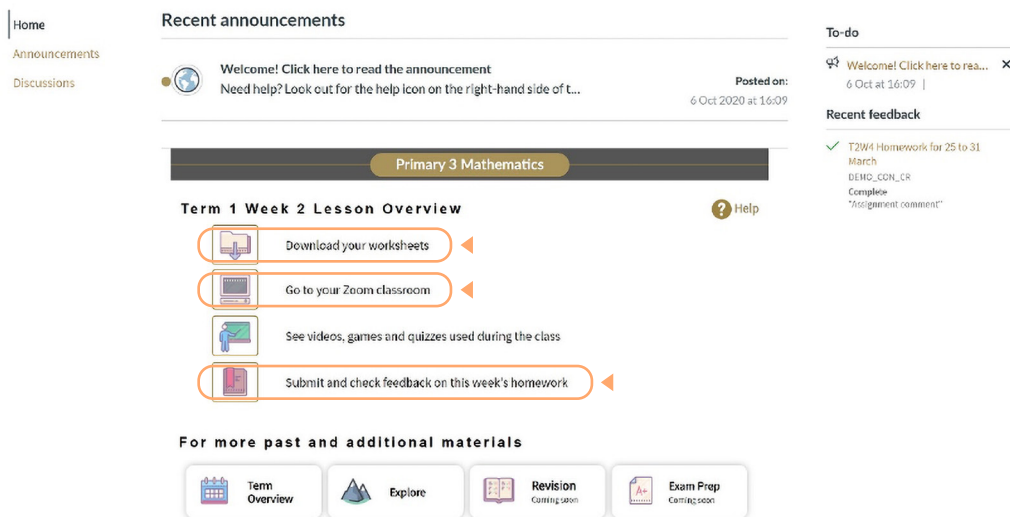 Home
Announcements
Discussions
Recent announcements
Welcome! Click here to read the announcement
Need help? Look out for the help icon on the right-hand side of t...
Posted on:
6 Oct 2020 at 16:09
Primary 3 Mathematics
Term 1 Week 2 Lesson Overview
? Help
Download your worksheets
Go to your Zoom classroom
See videos, games and quizzes used during the class
Submit and check feedback on this week's homework
For more past and additional materials
Term
Overview
Explore
Revision
Coming soon
A+
Exam Prep
Coming soon
To-do
Welcome! Click here to rea...
6 Oct at 16:09 |
Recent feedback
T2W4 Homework for 25 to 31
March
DEMO_CON_CR
Complete
"Assignment comment"